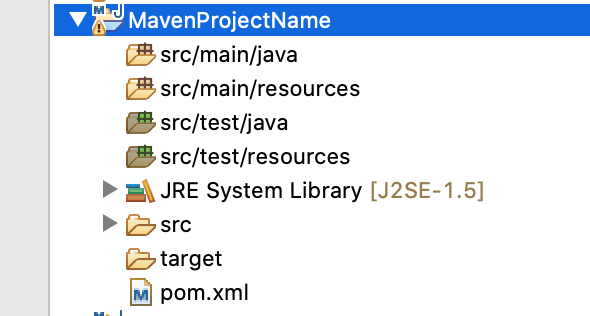 MavenProjectName
src/main/java
src/main/resources
src/test/java
src/test/resources
JRE System Library [J2SE-1.5]
src
target
pom.xml